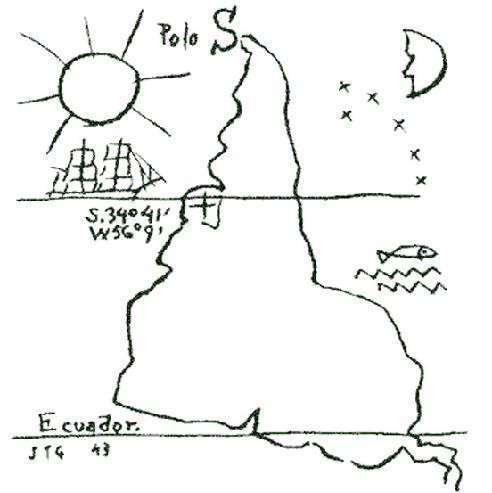 Polo S
S. 34° 41'
W 56° 9'
Ecuador.
JTG 43